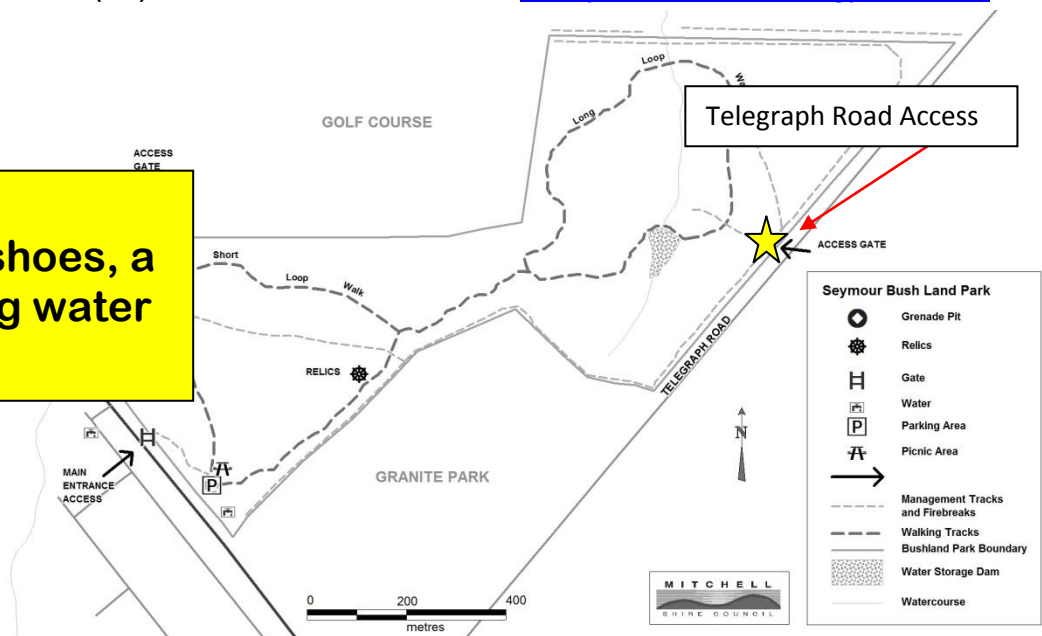 Loop
Long
Telegraph Road Access
GOLF COURSE
ACCESS
GATE
shoes, a
g water
Short
Loop
Walk
ACCESS GATE
RELICS
TELEGRAPH ROAD
N
MAIN
ENTRANCE
ACCESS
P
GRANITE PARK
0 200 400
metres
MITCHELL
SHIRE COUNCIL
Seymour Bush Land Park
Grenade Pit
Relics
Gate
Water
P Parking Area
Picnic Area
Management Tracks
and Firebreaks
Walking Tracks
Bushland Park Boundary
Water Storage Dam
Watercourse